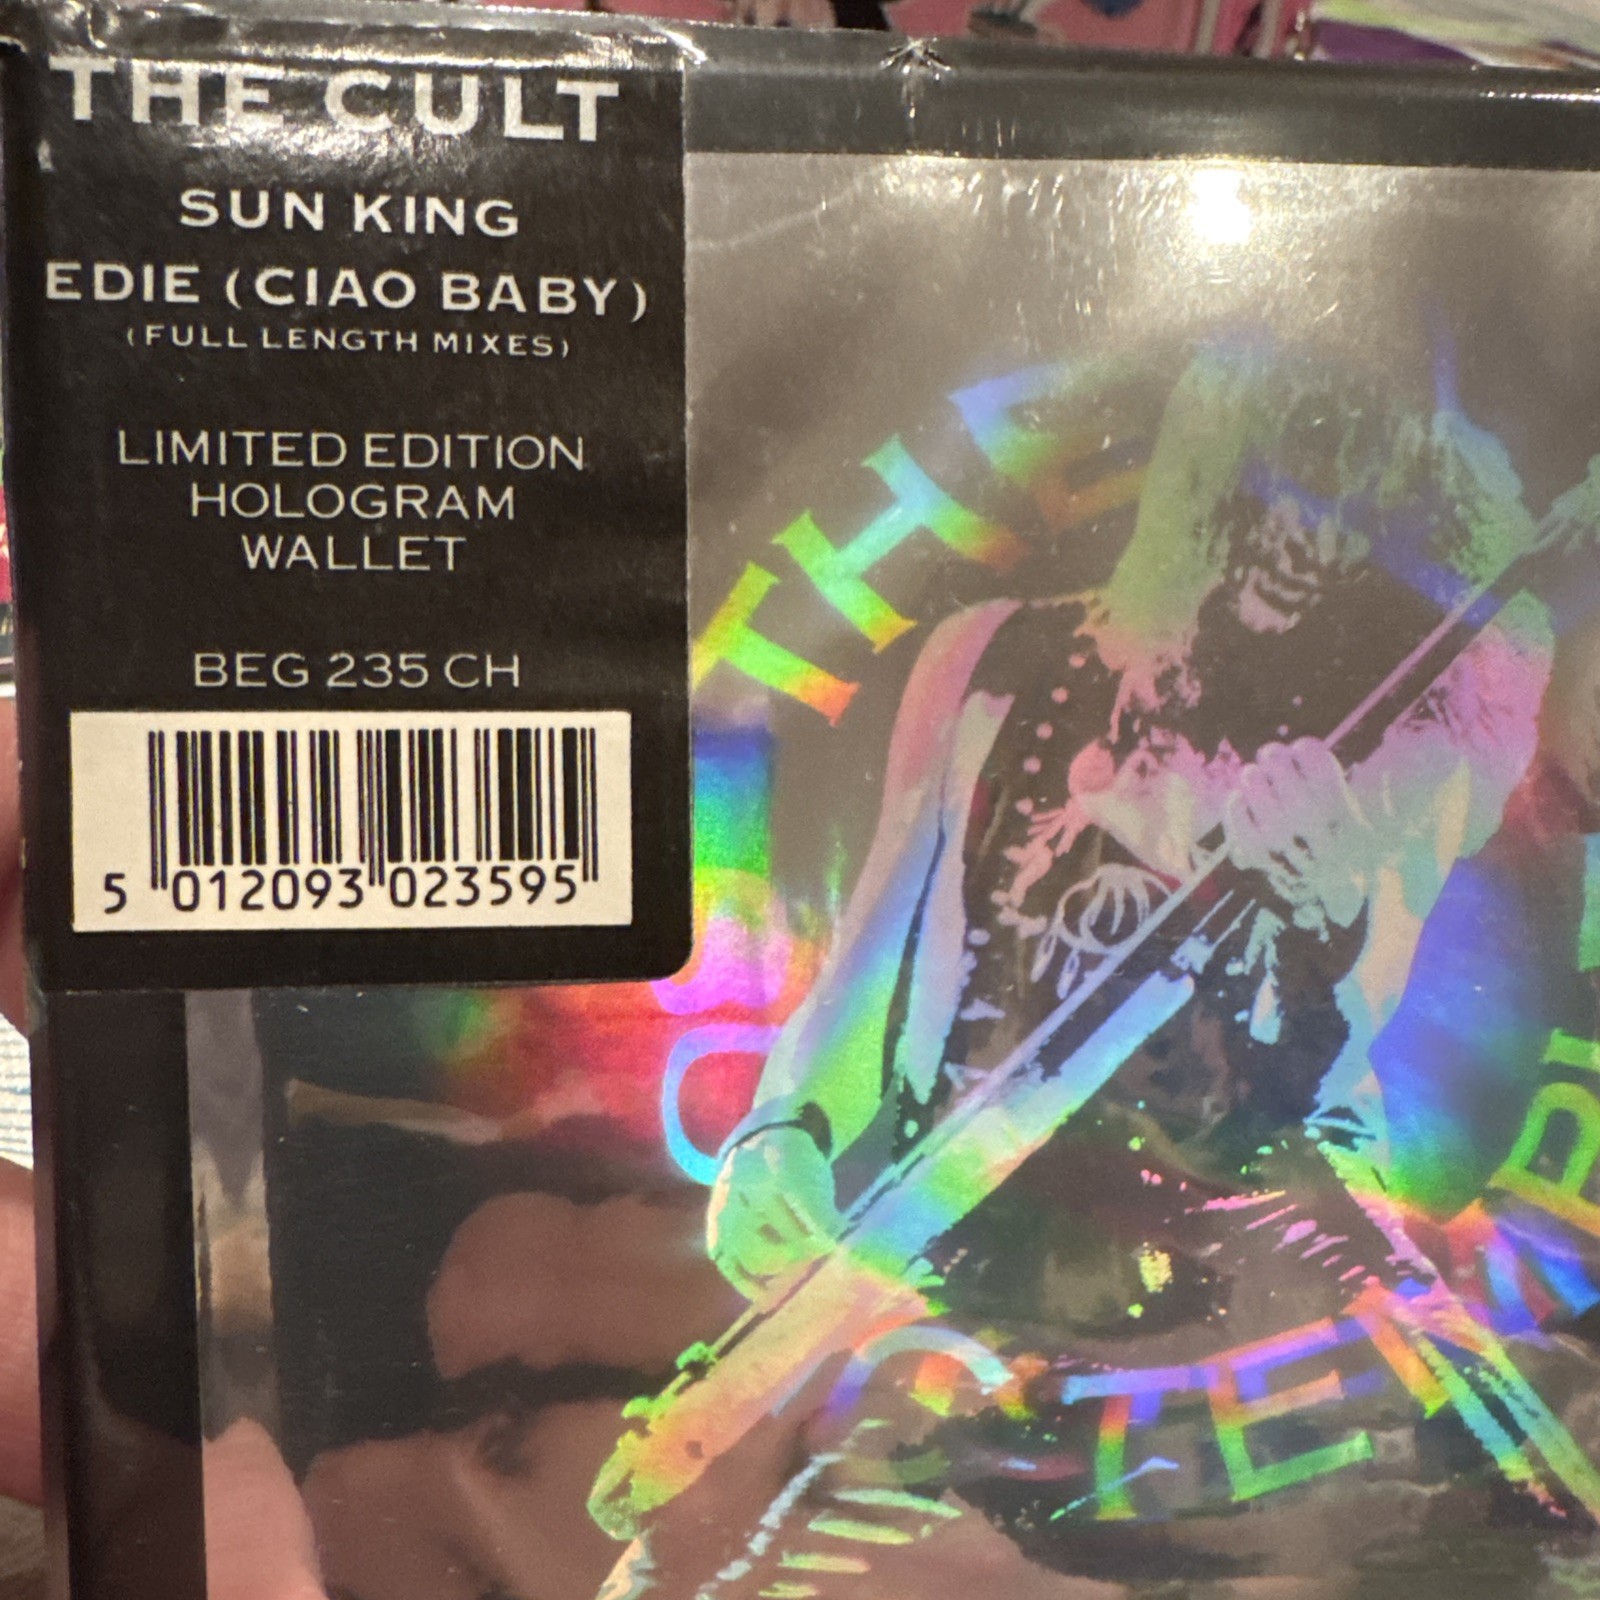 THE CULT
SUN KING
EDIE (CIAO BABY)
(FULL LENGTH MIXES)
LIMITED EDITION
HOLOGRAM
WALLET
BEG 235 CH
5 012093 023595
THE